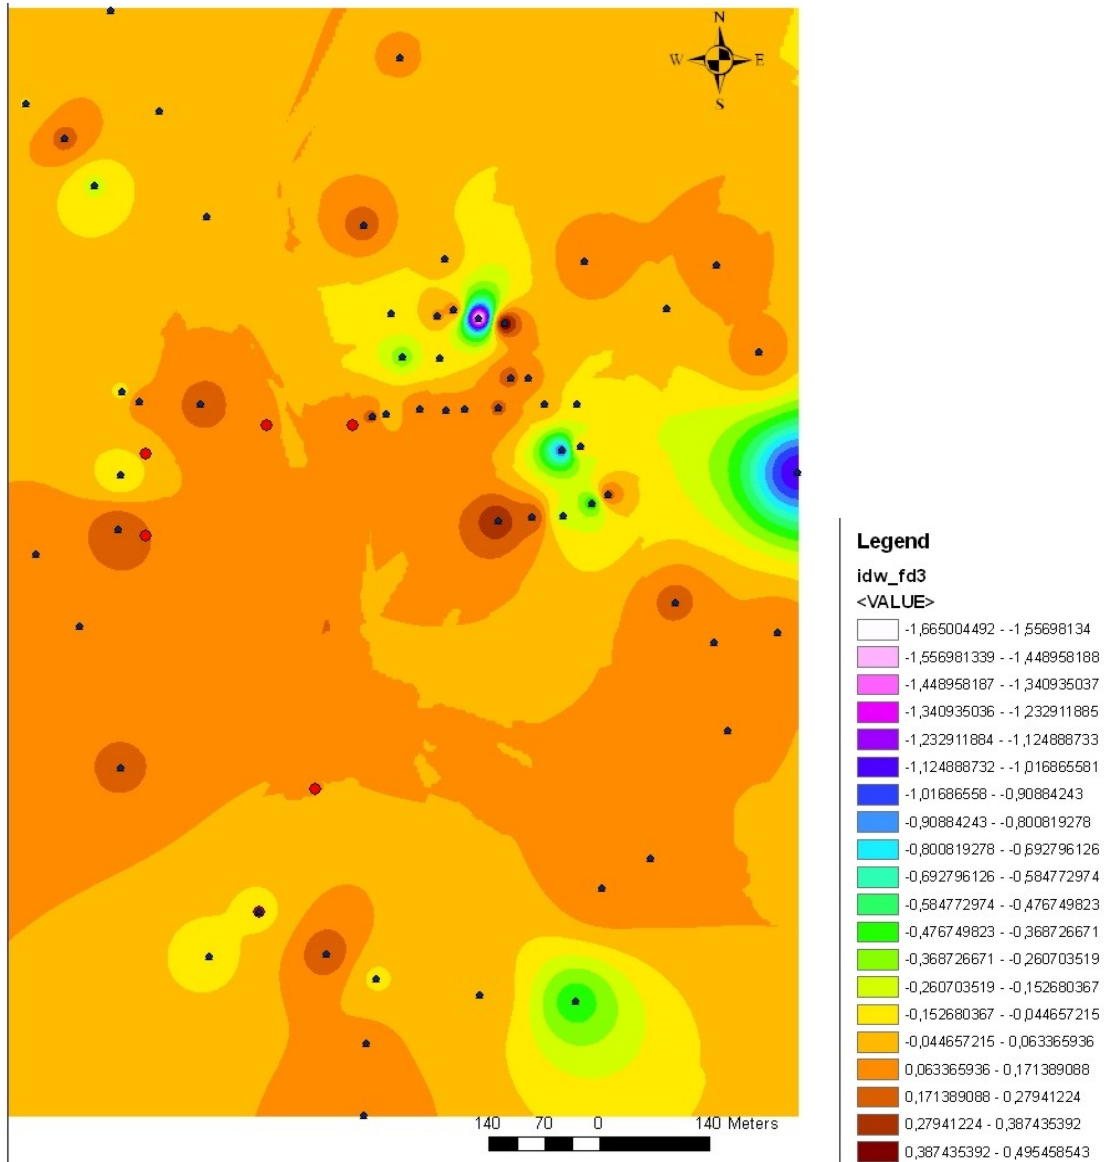 N
W E
S
140 70 0 140 Meters
Legend
idw_fd3
<VALUE>
-1,665004492 - -1,55698134
-1,556981339 - -1,448958188
-1,448958187 - -1,340935037
-1,340935036 - -1,232911885
-1,232911884 - -1,124888733
-1,124888732 - -1,016865581
-1,01686558 - -0,90884243
-0,90884243 - -0,800819278
-0,800819278 - -0,692796126
-0,692796126 - -0,584772974
-0,584772974 - -0,476749823
-0,476749823 - -0,368726671
-0,368726671 - -0,260703519
-0,260703519 - -0,152680367
-0,152680367 - -0,044657215
-0,044657215 - 0,063365936
0,063365936 - 0,171389088
0,171389088 - 0,27941224
0,27941224 - 0,387435392
0,387435392 - 0,495458543